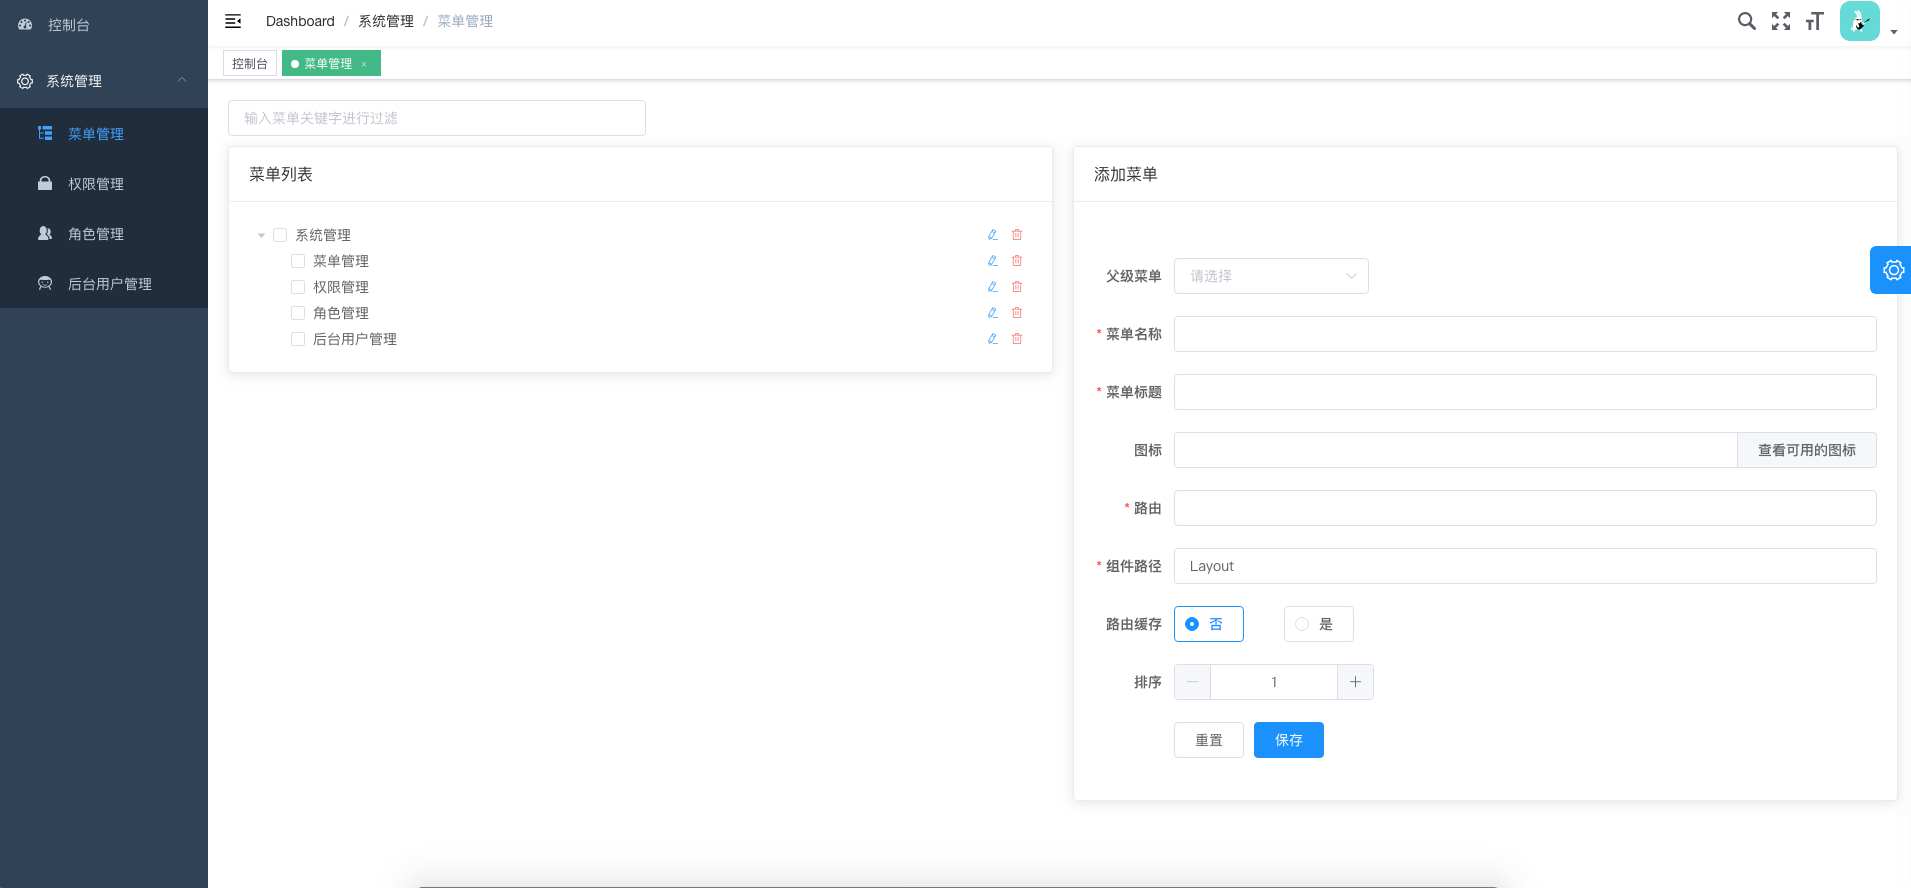 控制台
系统管理
菜单管理
权限管理
角色管理
后台用户管理
Dashboard / 系统管理 / 菜单管理
控制台
菜单管理 ×
输入菜单关键字进行过滤
菜单列表
系统管理
菜单管理
权限管理
角色管理
后台用户管理
添加菜单
父级菜单 请选择
* 菜单名称
* 菜单标题
图标 查看可用的图标
* 路由
* 组件路径 Layout
路由缓存 否 是
排序 1
重置 保存